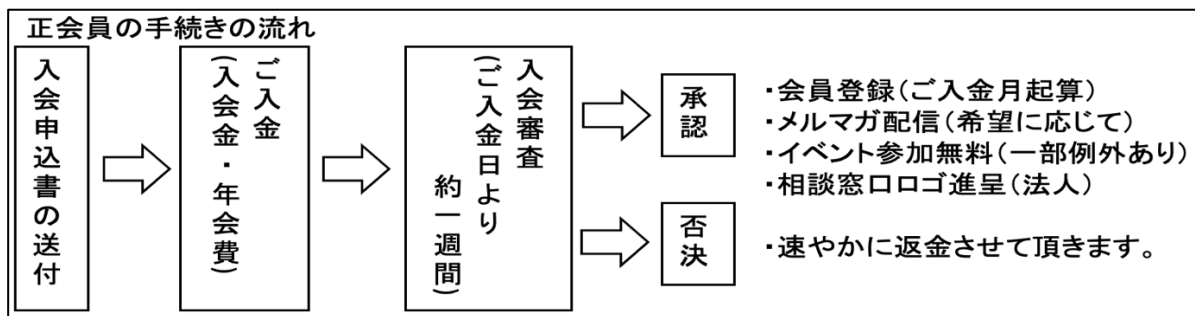 正会員の手続きの流れ
入会申込書の送付
ご入金
(入会金・年会費)
入会審査
(ご入金日より
約一週間)
承認
・会員登録(ご入金月起算)
・メルマガ配信(希望に応じて)
・イベント参加無料(一部例外あり)
・相談窓口ロゴ進呈(法人)
否決
・速やかに返金させて頂きます。